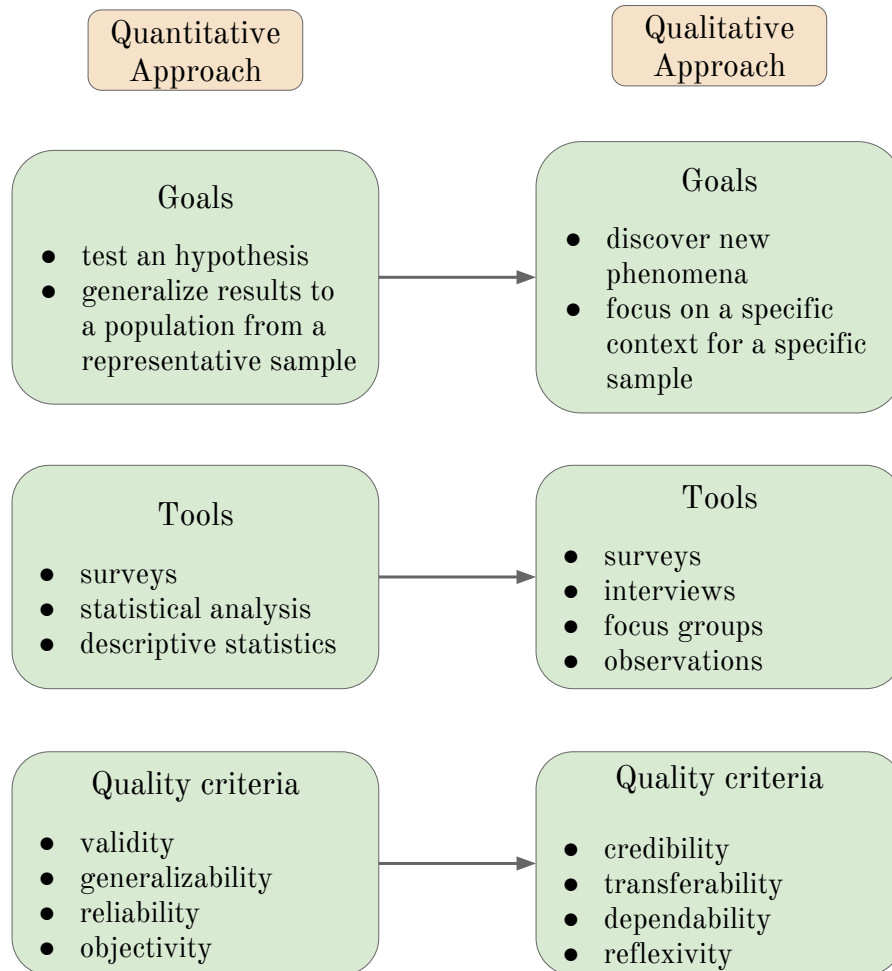 Quantitative
Approach
Qualitative
Approach
Goals
● test an hypothesis
● generalize results to
a population from a
representative sample
Goals
● discover new
phenomena
● focus on a specific
context for a specific
sample
Tools
● surveys
● statistical analysis
● descriptive statistics
Tools
● surveys
● interviews
● focus groups
● observations
Quality criteria
● validity
● generalizability
● reliability
● objectivity
Quality criteria
● credibility
● transferability
● dependability
● reflexivity